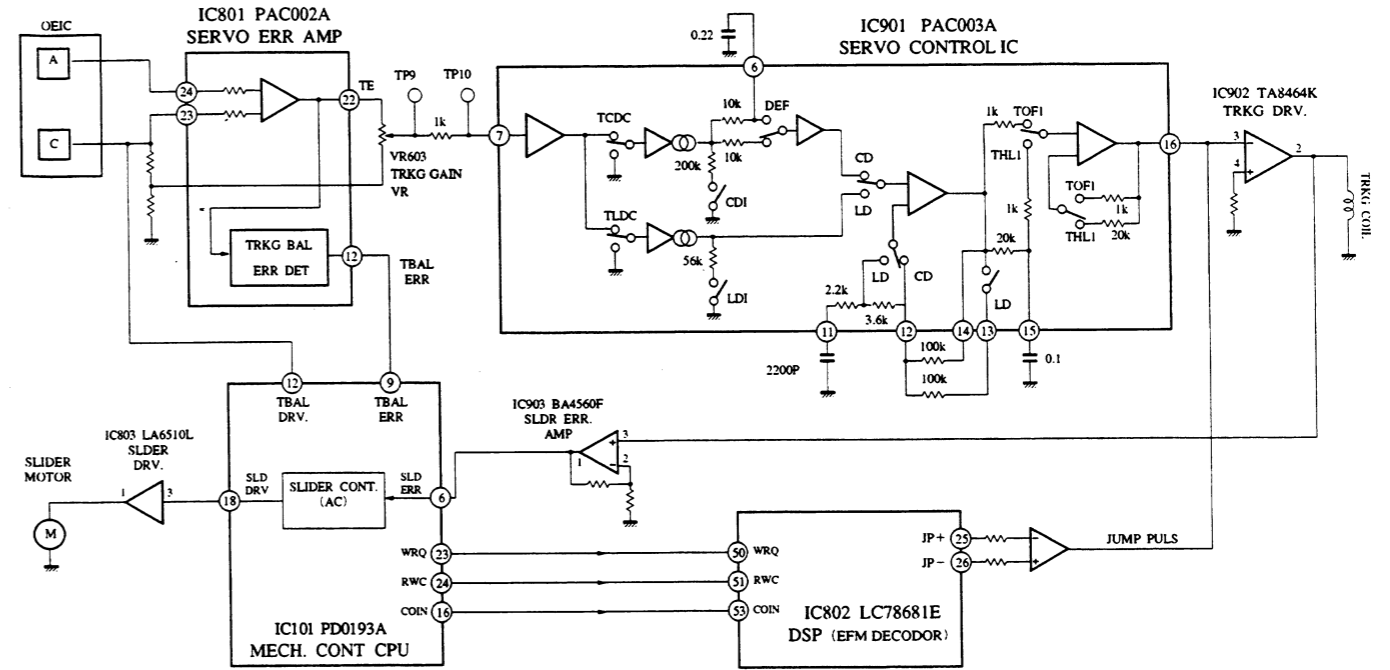 OEIC
A
C
IC801 PAC002A
SERVO ERR AMP
24
23
22
TE
TRKG BAL
ERR DET
12
TBAL
ERR
TP9
TP10
1k
VR603
TRKG GAIN
VR
0.22
IC901 PAC003A
SERVO CONTROL IC
6
7
TCDC
TLDC
200k
56k
10k
10k
DEF
CDI
LDI
CD
LD
LD
CD
2.2k
3.6k
1k
TOF1
THL1
1k
20k
LD
TOF1
1k
THL1
20k
16
11
12
14
13
15
2200P
100k
100k
0.1
IC902 TA8464K
TRKG DRV.
3
4
2
TRKG COIL.
12
TBAL
DRV.
9
TBAL
ERR
IC903 BA4560F
SLDR ERR.
AMP
3
1
2
IC803 LA6510L
SLDER
DRV.
SLIDER
MOTOR
1
3
M
18
SLD
DRV
SLIDER CONT.
(AC)
SLD
ERR
6
WRQ
23
RWC
24
COIN
16
IC101 PD0193A
MECH. CONT CPU
50
WRQ
51
RWC
53
COIN
JP+
25
JP−
26
JUMP PULS
IC802 LC78681E
DSP (EFM DECODOR)